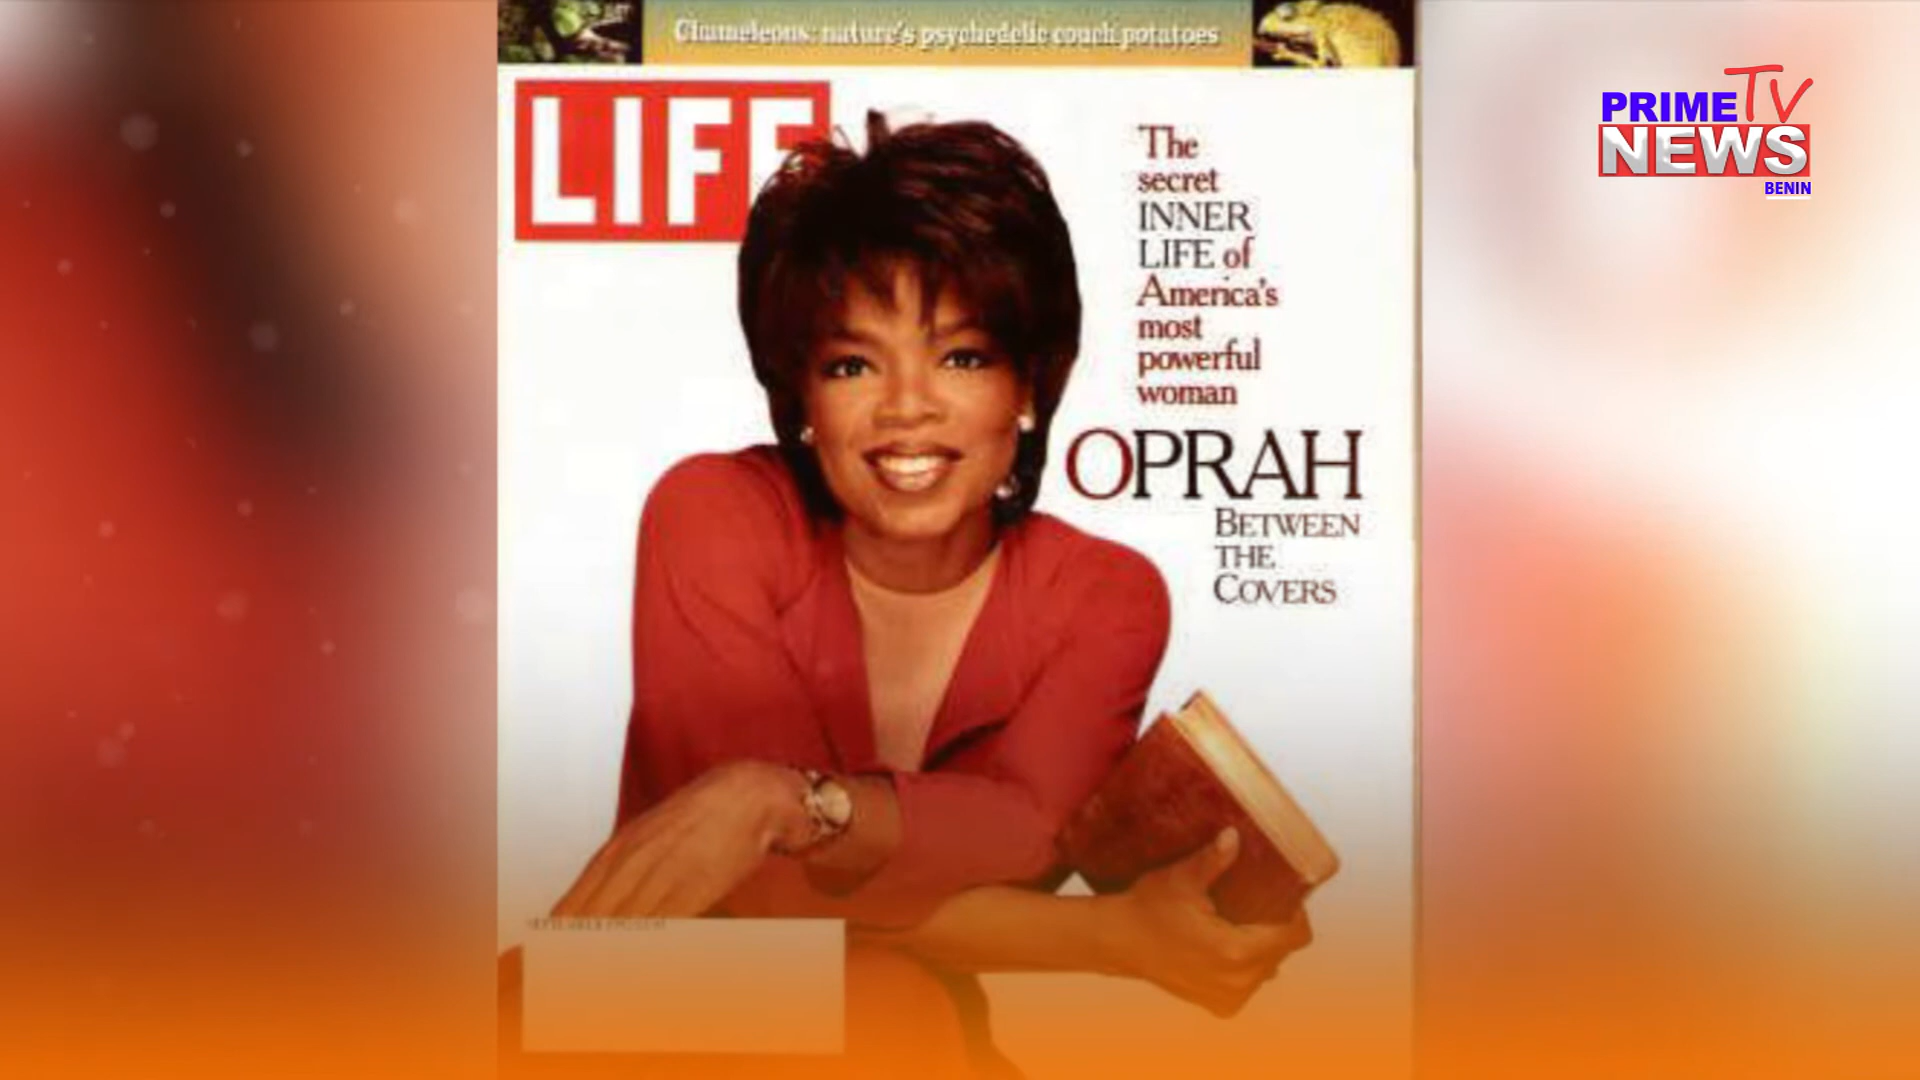 Chameleons: nature's psychedelic couch potatoes
LIFE
The
secret
INNER
LIFE of
America's
most
powerful
woman
OPRAH
BETWEEN
THE
COVERS
PRIME TV
NEWS
BENIN